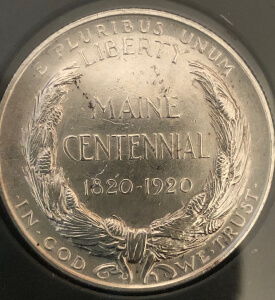 E PLURIBUS UNUM
LIBERTY
MAINE
CENTENNIAL
1820-1920
·IN·GOD WE·TRUST·